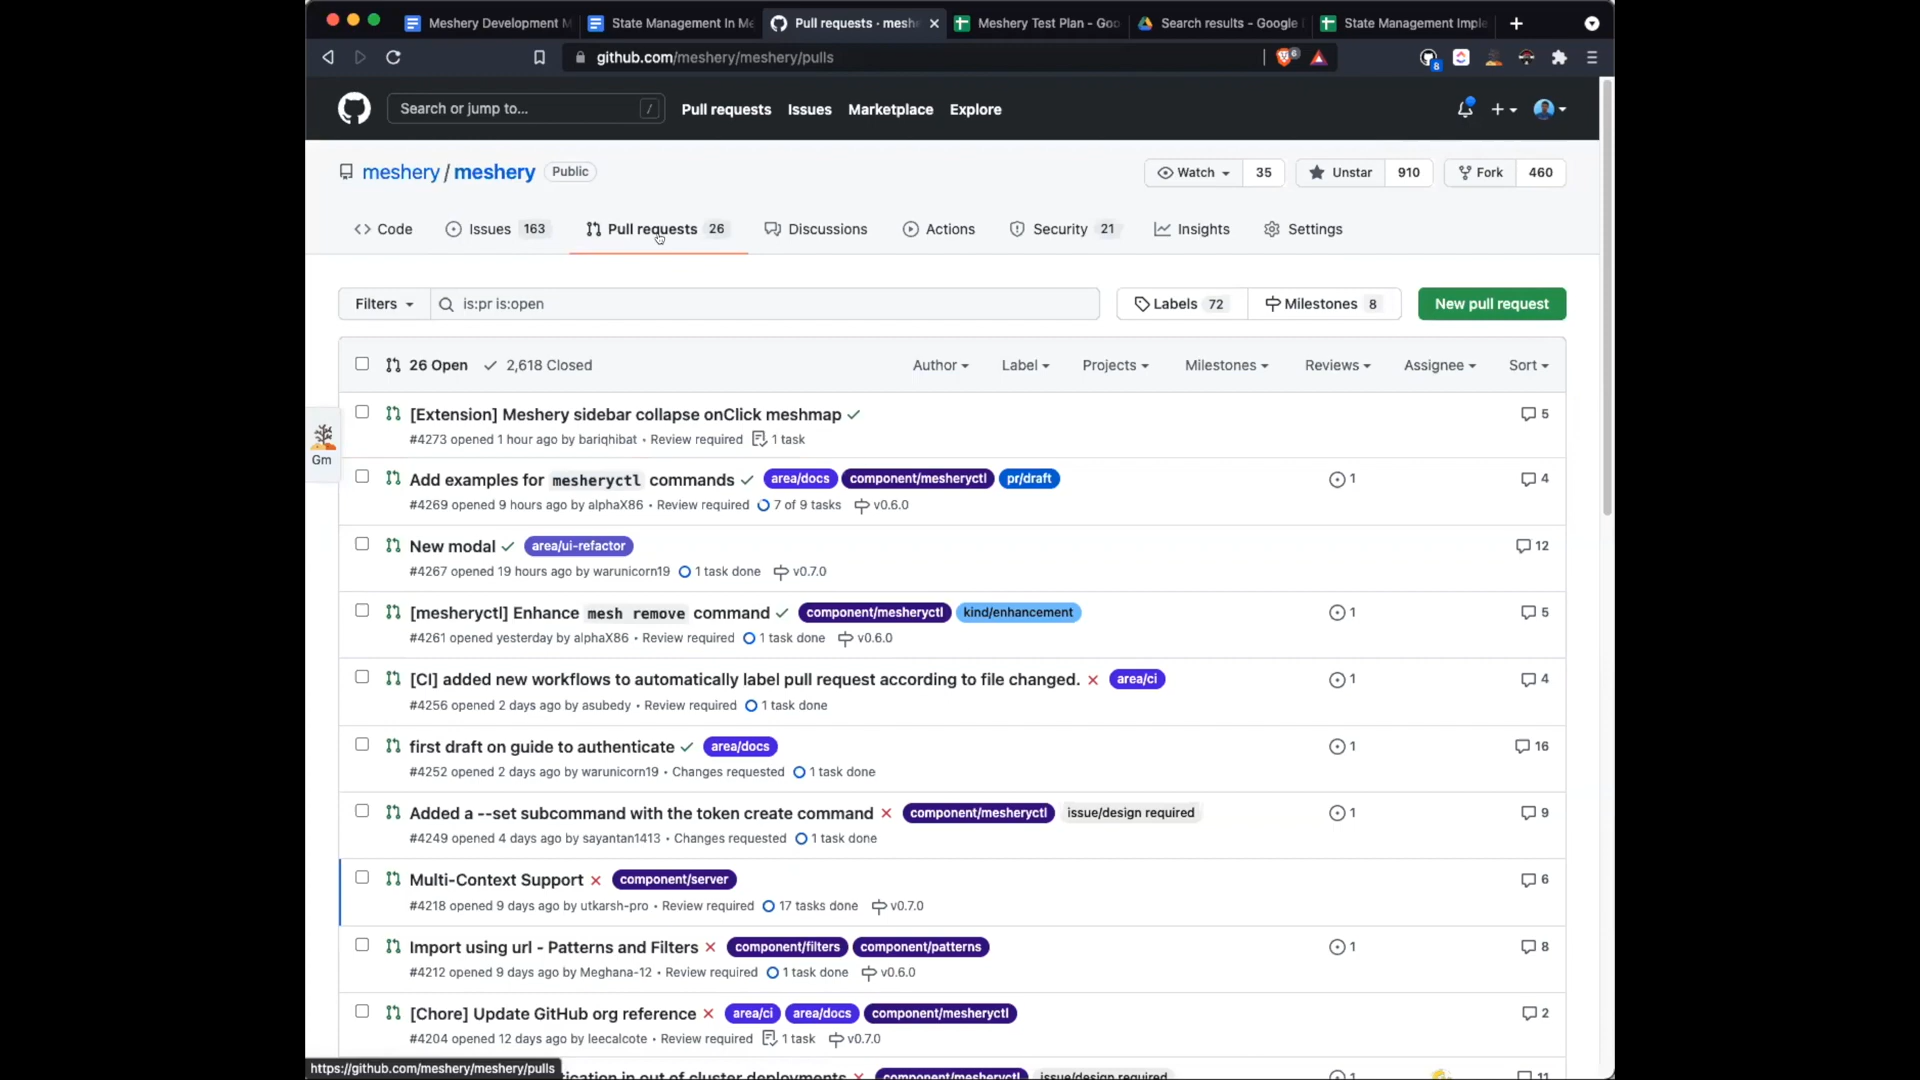 Meshery Development M
State Management In Me
Pull requests · mesh
Meshery Test Plan - Goo
Search results - Google
State Management Imple
github.com/meshery/meshery/pulls
6
8
Search or jump to...
/
Pull requests
Issues
Marketplace
Explore
meshery / meshery
Public
Watch 35
Unstar 910
Fork 460
Code
Issues 163
Pull requests 26
Discussions
Actions
Security 21
Insights
Settings
Filters
is:pr is:open
Labels 72
Milestones 8
New pull request
26 Open
2,618 Closed
Author
Label
Projects
Milestones
Reviews
Assignee
Sort
Gm
[Extension] Meshery sidebar collapse onClick meshmap
5
#4273 opened 1 hour ago by bariqhibat • Review required 1 task
Add examples for mesheryctl commands area/docs component/mesheryctl pr/draft
1
4
#4269 opened 9 hours ago by alphaX86 • Review required 7 of 9 tasks v0.6.0
New modal area/ui-refactor
12
#4267 opened 19 hours ago by warunicorn19 1 task done v0.7.0
[mesheryctl] Enhance mesh remove command component/mesheryctl kind/enhancement
1
5
#4261 opened yesterday by alphaX86 • Review required 1 task done v0.6.0
[CI] added new workflows to automatically label pull request according to file changed. area/ci
1
4
#4256 opened 2 days ago by asubedy • Review required 1 task done
first draft on guide to authenticate area/docs
1
16
#4252 opened 2 days ago by warunicorn19 • Changes requested 1 task done
Added a --set subcommand with the token create command component/mesheryctl issue/design required
1
9
#4249 opened 4 days ago by sayantan1413 • Changes requested 1 task done
Multi-Context Support component/server
6
#4218 opened 9 days ago by utkarsh-pro • Review required 17 tasks done v0.7.0
Import using url - Patterns and Filters component/filters component/patterns
1
8
#4212 opened 9 days ago by Meghana-12 • Review required 1 task done v0.6.0
[Chore] Update GitHub org reference area/ci area/docs component/mesheryctl
2
#4204 opened 12 days ago by leecalcote • Review required 1 task v0.7.0
https://github.com/meshery/meshery/pulls
in out of cluster deployments component/mesheryctl issue/design required
1
11